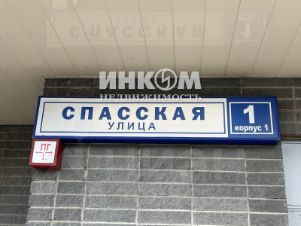 ИНКОМ
НЕДВИЖИМОСТЬ
СПАССКАЯ
УЛИЦА
1
корпус 1
ПГ